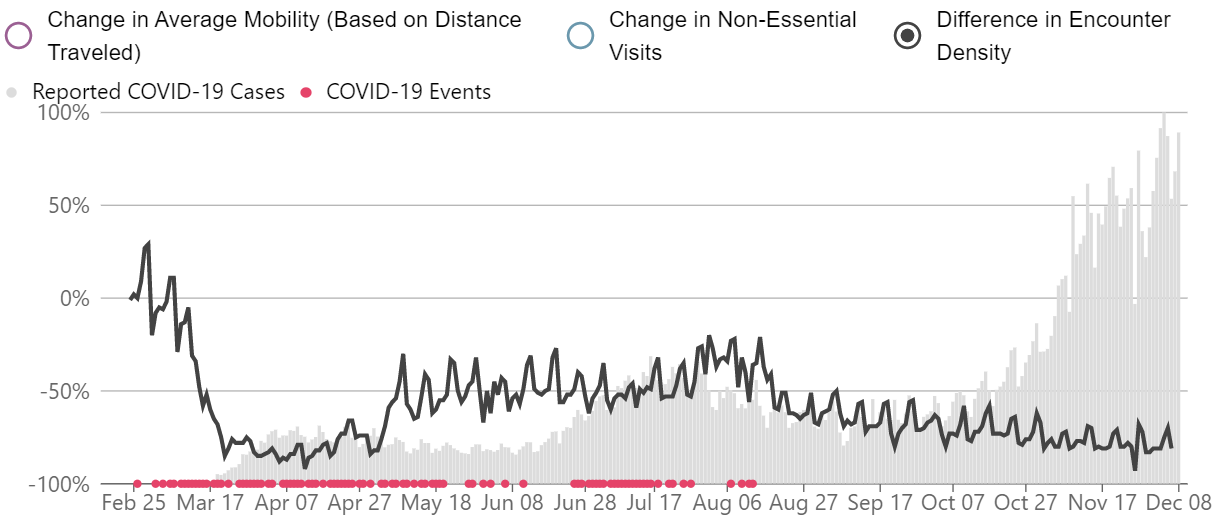 Change in Average Mobility (Based on Distance
Traveled)
Change in Non-Essential
Visits
Difference in Encounter
Density
Reported COVID-19 Cases
COVID-19 Events
100%
50%
0%
-50%
-100%
Feb 25 Mar 17 Apr 07 Apr 27 May 18 Jun 08 Jun 28 Jul 17 Aug 06 Aug 27 Sep 17 Oct 07 Oct 27 Nov 17 Dec 08